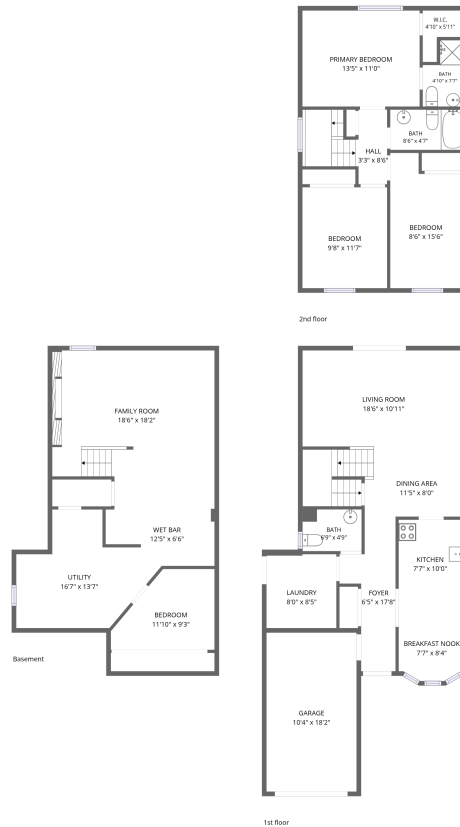 W.I.C.
4'10" x 5'11"
PRIMARY BEDROOM
13'5" x 11'0"
BATH
4'10" x 7'7"
BATH
8'6" x 4'7"
HALL
3'3" x 8'6"
BEDROOM
8'6" x 15'6"
BEDROOM
9'8" x 11'7"
2nd floor
FAMILY ROOM
18'6" x 18'2"
WET BAR
12'5" x 6'6"
UTILITY
16'7" x 13'7"
BEDROOM
11'10" x 9'3"
Basement
LIVING ROOM
18'6" x 10'11"
DINING AREA
11'5" x 8'0"
BATH
6'9" x 4'9"
KITCHEN
7'7" x 10'0"
LAUNDRY
8'0" x 8'5"
FOYER
6'5" x 17'8"
BREAKFAST NOOK
7'7" x 8'4"
GARAGE
10'4" x 18'2"
1st floor